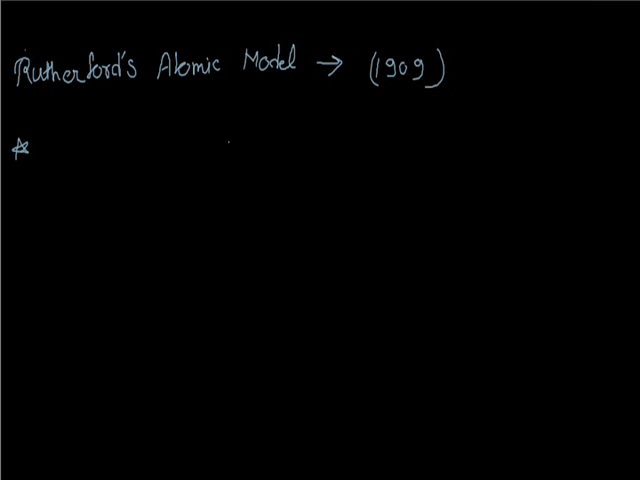 Rutherford's Atomic Model → (1909)
☆